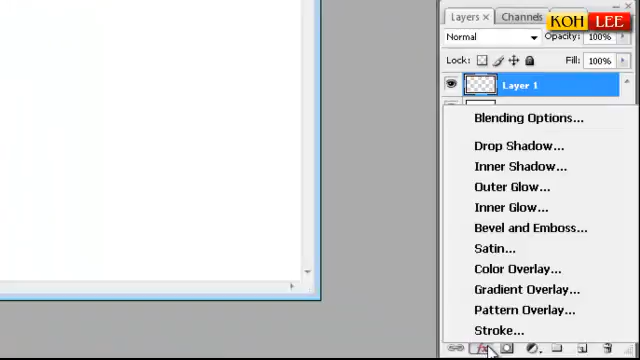 KOH LEE
Layers × Channels
Normal Opacity: 100%
Lock: Fill: 100%
Layer 1
Blending Options...
Drop Shadow...
Inner Shadow...
Outer Glow...
Inner Glow...
Bevel and Emboss...
Satin...
Color Overlay...
Gradient Overlay...
Pattern Overlay...
Stroke...
fx